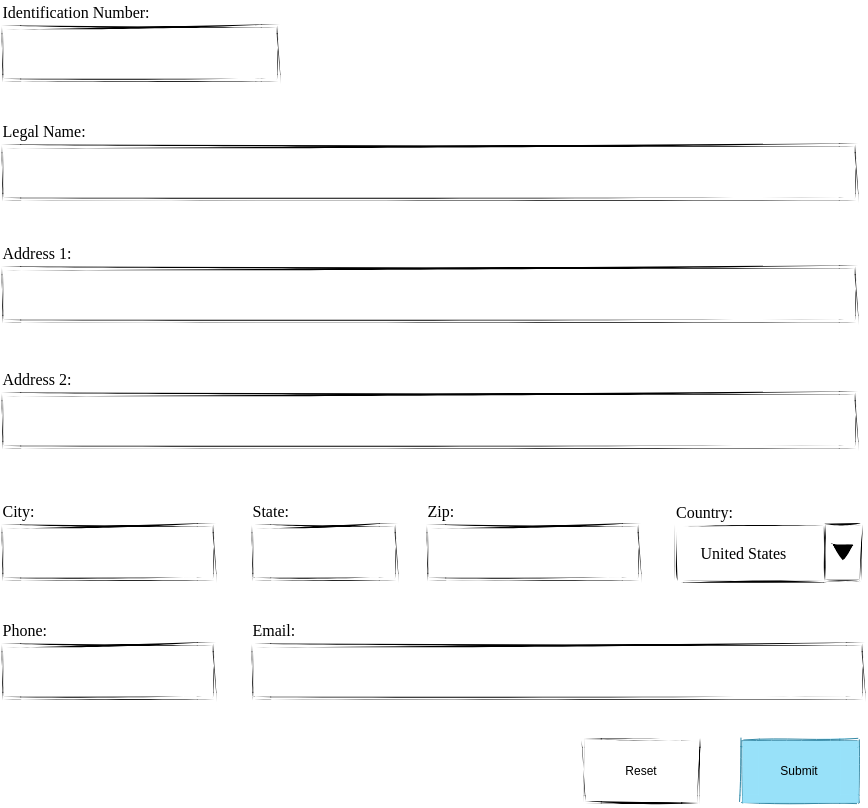 Identification Number:
Legal Name:
Address 1:
Address 2:
City: State: Zip: Country:
United States
Phone: Email:
Reset Submit